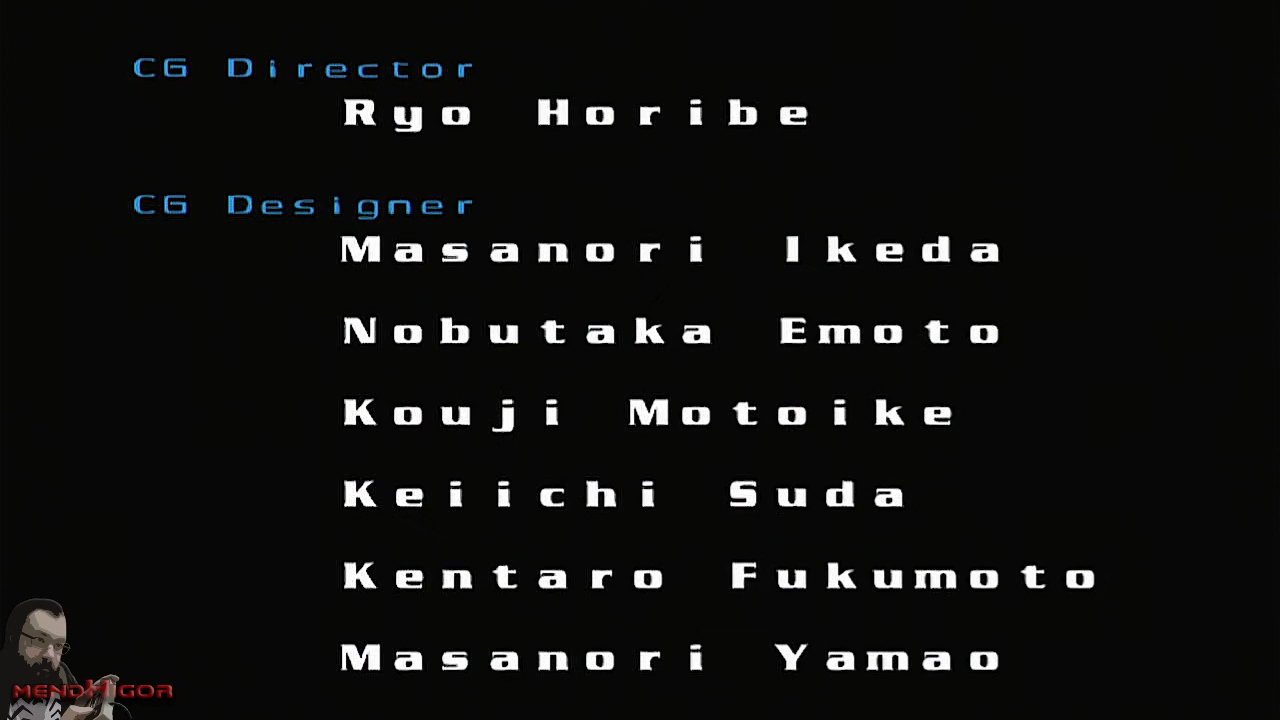 CG Director
Ryo Horibe
CG Designer
Masanori Ikeda
Nobutaka Emoto
Kouji Motoike
Keiichi Suda
Kentaro Fukumoto
Masanori Yamao
MENDHIGOR